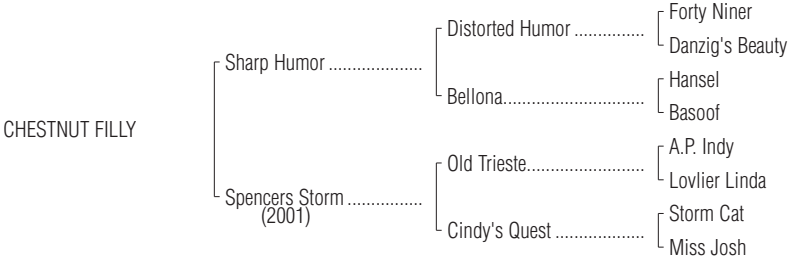 Forty Niner
Distorted Humor ...............
Danzig's Beauty
Sharp Humor ....................
Hansel
Bellona..............................
Basoof
CHESTNUT FILLY
A.P. Indy
Old Trieste.........................
Lovlier Linda
Spencers Storm ................
(2001)
Storm Cat
Cindy's Quest ...................
Miss Josh